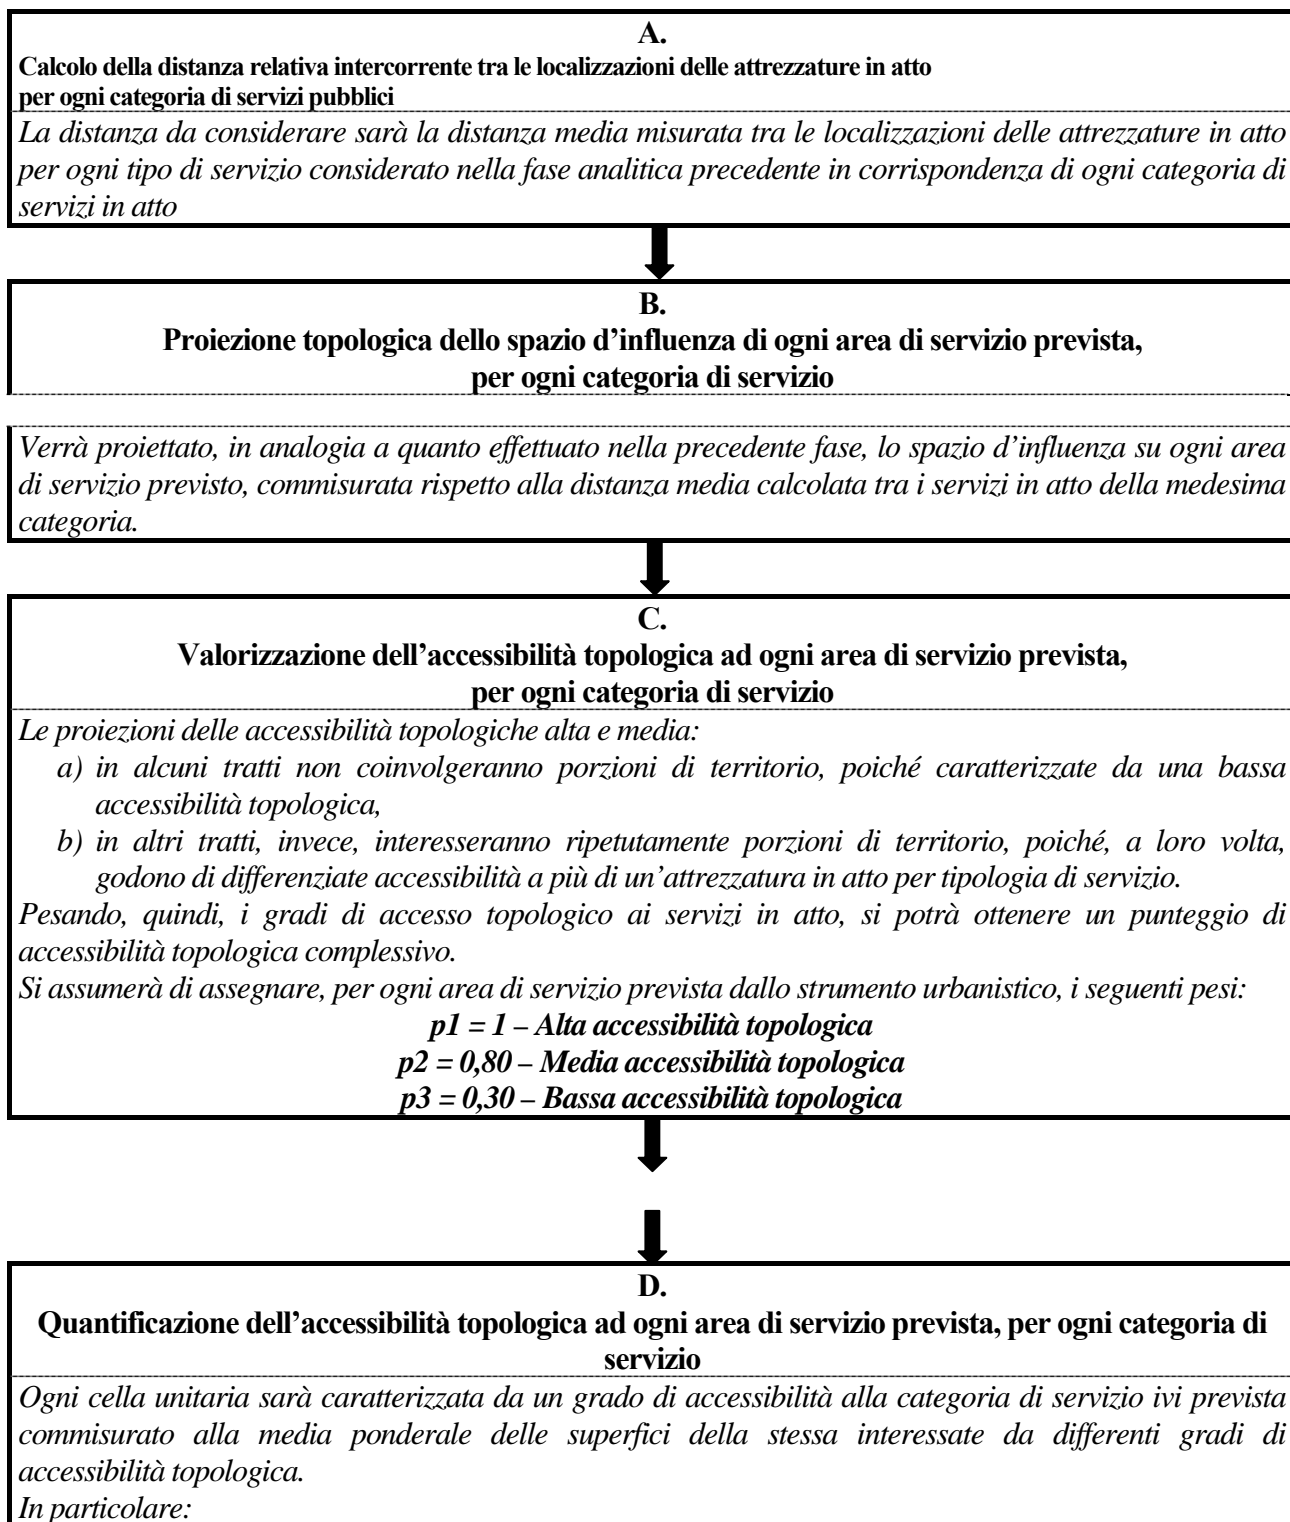 A.
Calcolo della distanza relativa intercorrente tra le localizzazioni delle attrezzature in atto
per ogni categoria di servizi pubblici
La distanza da considerare sarà la distanza media misurata tra le localizzazioni delle attrezzature in atto
per ogni tipo di servizio considerato nella fase analitica precedente in corrispondenza di ogni categoria di
servizi in atto
B.
Proiezione topologica dello spazio d’influenza di ogni area di servizio prevista,
per ogni categoria di servizio
Verrà proiettato, in analogia a quanto effettuato nella precedente fase, lo spazio d’influenza su ogni area
di servizio previsto, commisurata rispetto alla distanza media calcolata tra i servizi in atto della medesima
categoria.
C.
Valorizzazione dell’accessibilità topologica ad ogni area di servizio prevista,
per ogni categoria di servizio
Le proiezioni delle accessibilità topologiche alta e media:
a) in alcuni tratti non coinvolgeranno porzioni di territorio, poiché caratterizzate da una bassa
accessibilità topologica,
b) in altri tratti, invece, interesseranno ripetutamente porzioni di territorio, poiché, a loro volta,
godono di differenziate accessibilità a più di un’attrezzatura in atto per tipologia di servizio.
Pesando, quindi, i gradi di accesso topologico ai servizi in atto, si potrà ottenere un punteggio di
accessibilità topologica complessivo.
Si assumerà di assegnare, per ogni area di servizio prevista dallo strumento urbanistico, i seguenti pesi:
p1 = 1 – Alta accessibilità topologica
p2 = 0,80 – Media accessibilità topologica
p3 = 0,30 – Bassa accessibilità topologica
D.
Quantificazione dell’accessibilità topologica ad ogni area di servizio prevista, per ogni categoria di
servizio
Ogni cella unitaria sarà caratterizzata da un grado di accessibilità alla categoria di servizio ivi prevista
commisurato alla media ponderale delle superfici della stessa interessate da differenti gradi di
accessibilità topologica.
In particolare: